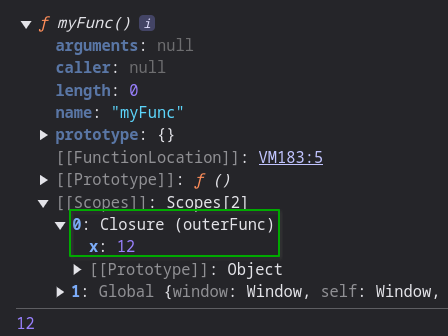 ▼ ƒ myFunc() i
arguments: null
caller: null
length: 0
name: "myFunc"
▶ prototype: {}
[[FunctionLocation]]: VM183:5
▶ [[Prototype]]: ƒ ()
▼ [[Scopes]]: Scopes[2]
▼ 0: Closure (outerFunc)
x: 12
▶ [[Prototype]]: Object
▶ 1: Global {window: Window, self: Window,
12